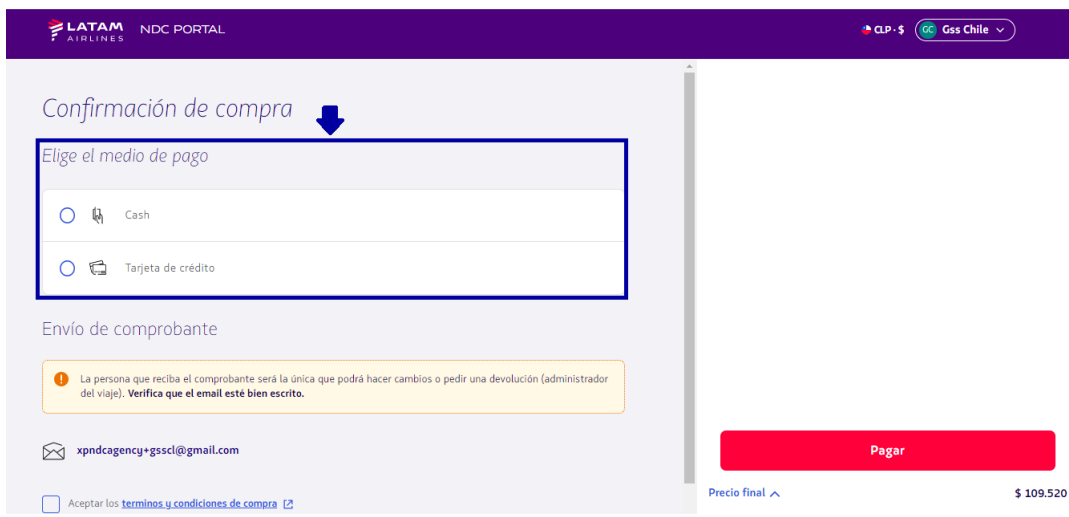 LATAM AIRLINES NDC PORTAL
CLP · $ GC Gss Chile
Confirmación de compra
Elige el medio de pago
Cash
Tarjeta de crédito
Envío de comprobante
La persona que reciba el comprobante será la única que podrá hacer cambios o pedir una devolución (administrador
del viaje). Verifica que el email esté bien escrito.
xpndcagency+gsscl@gmail.com
Aceptar los terminos y condiciones de compra
Pagar
Precio final $ 109.520